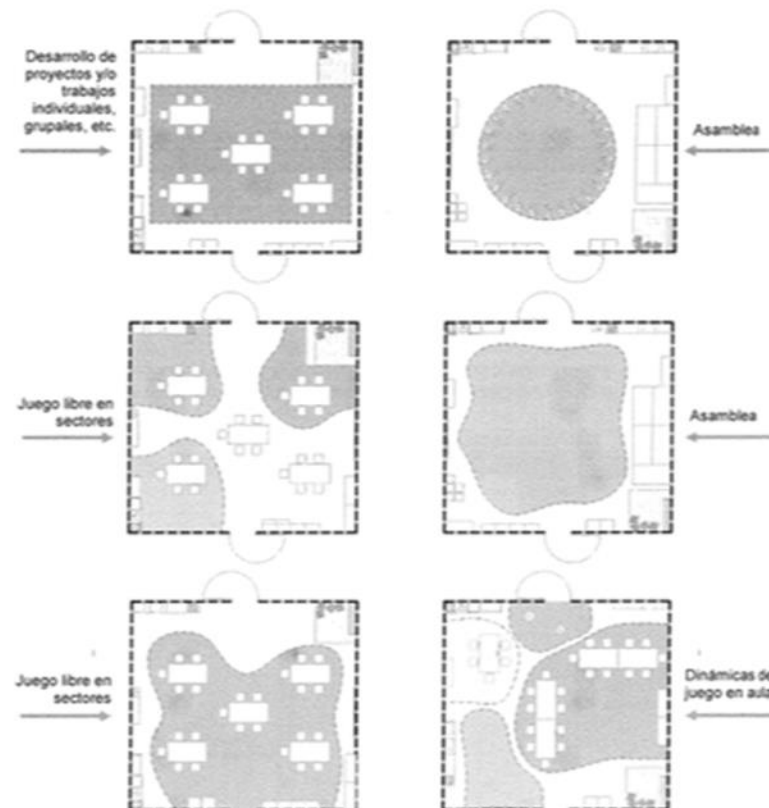 Desarrollo de
proyectos y/o
trabajos
individuales,
grupales, etc.
Asamblea
Juego libre en
sectores
Asamblea
Juego libre en
sectores
Dinámicas de
juego en aula